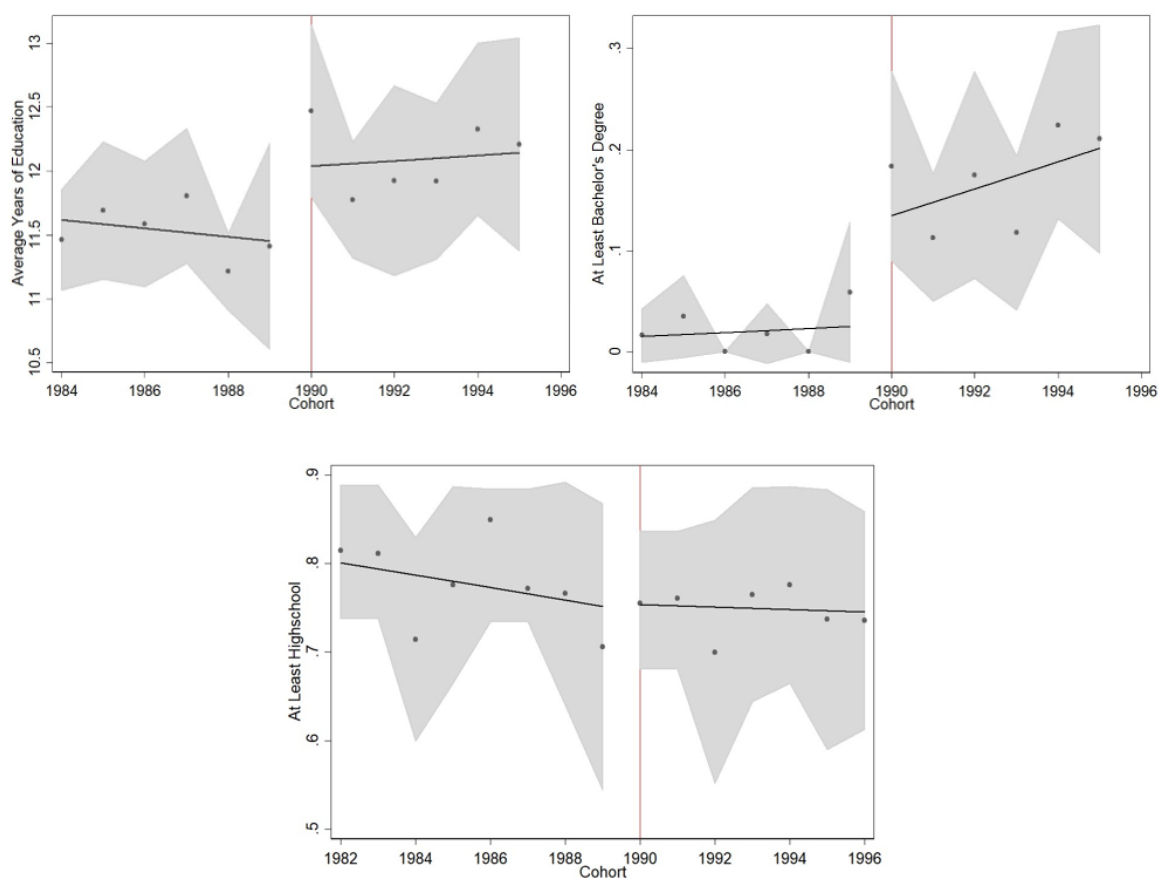 Average Years of Education
13
12.5
12
11.5
11
10.5
1984 1986 1988 1990 1992 1994 1996
Cohort
At Least Bachelor's Degree
.3
.2
.1
0
1984 1986 1988 1990 1992 1994 1996
Cohort
At Least Highschool
.9
.8
.7
.6
.5
1982 1984 1986 1988 1990 1992 1994 1996
Cohort